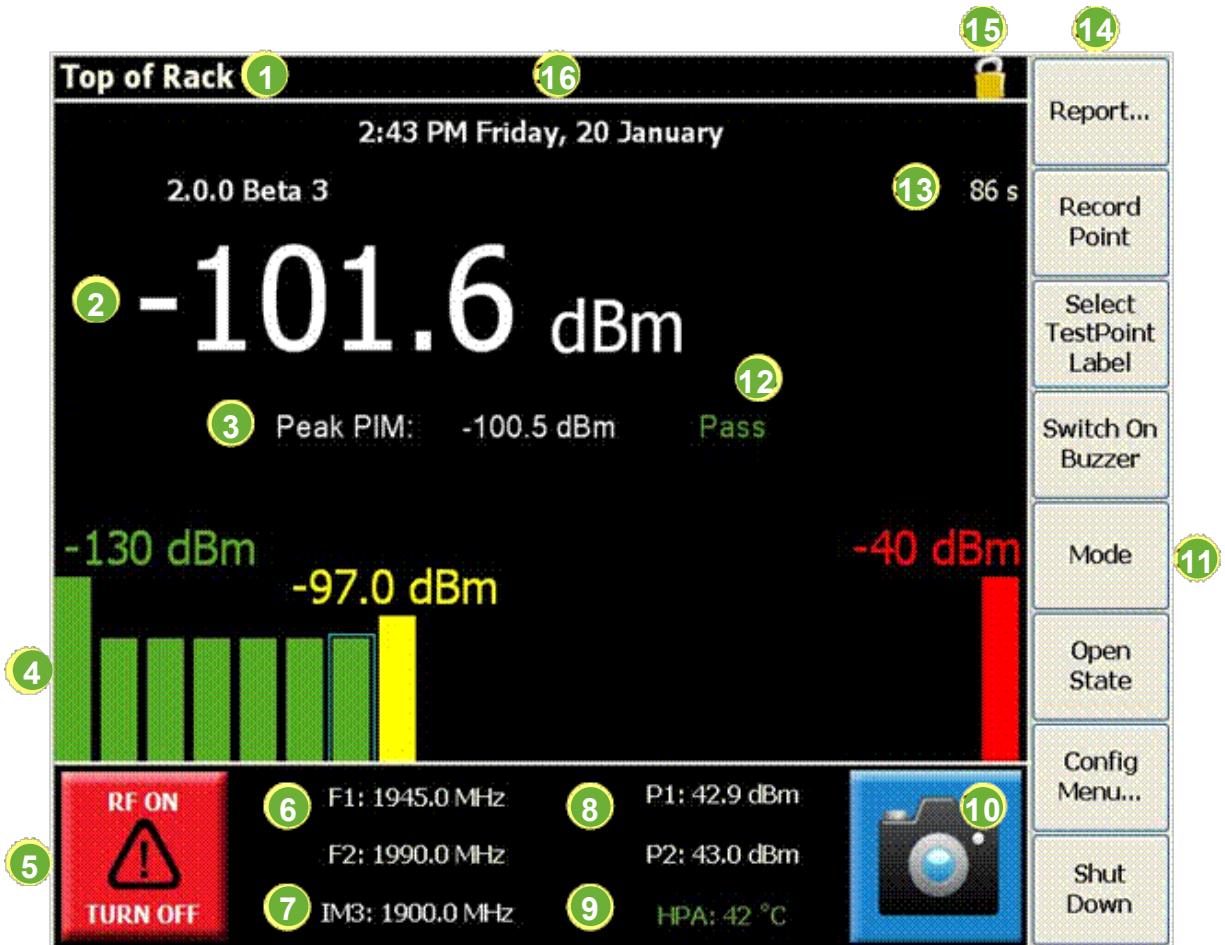 15
14
Top of Rack
1
16
Report...
2:43 PM Friday, 20 January
2.0.0 Beta 3
13
86 s
Record
Point
2
-101.6 dBm
Select
TestPoint
Label
12
3
Peak PIM:
-100.5 dBm
Pass
Switch On
Buzzer
-130 dBm
-97.0 dBm
-40 dBm
Mode
11
4
Open
State
Config
Menu...
RF ON
!
TURN OFF
5
6
F1: 1945.0 MHz
8
P1: 42.9 dBm
10
F2: 1990.0 MHz
P2: 43.0 dBm
7
IM3: 1900.0 MHz
9
HPA: 42 °C
Shut
Down